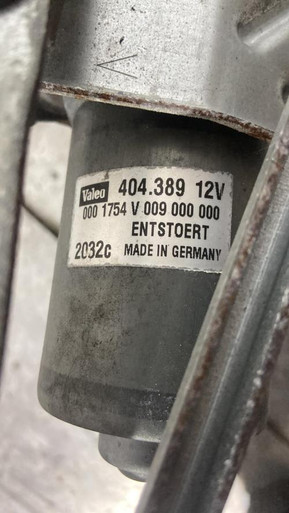 Valeo 404.389 12V
000 1754 V 009 000 000
ENTSTOERT
2032c MADE IN GERMANY